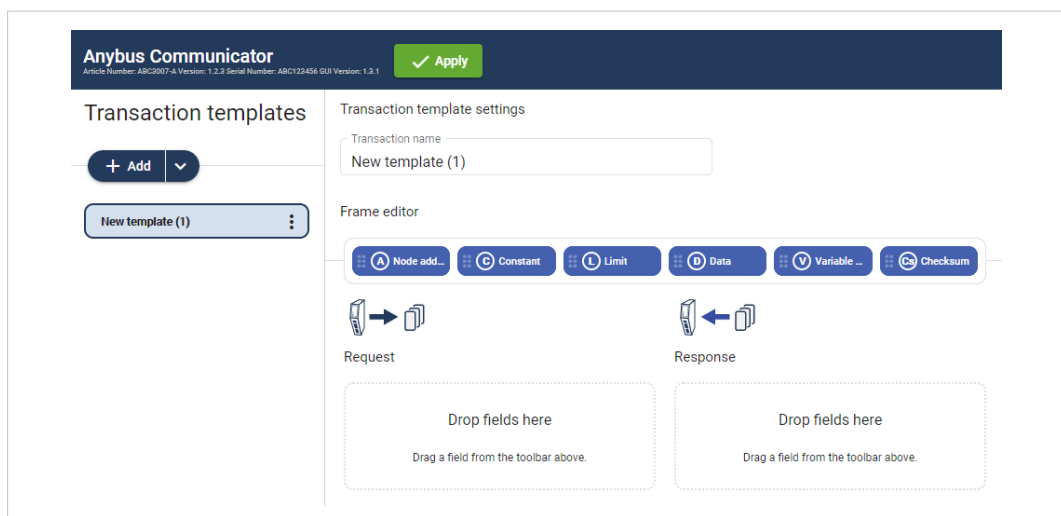 Anybus Communicator
Article Number: ABC3007-A Version: 1.2.3 Serial Number: ABC123456 GUI Version: 1.3.1
Apply
Transaction templates
Add
New template (1)
Transaction template settings
Transaction name
New template (1)
Frame editor
A Node add... C Constant L Limit D Data V Variable ... Cs Checksum
Request
Response
Drop fields here
Drag a field from the toolbar above.
Drop fields here
Drag a field from the toolbar above.